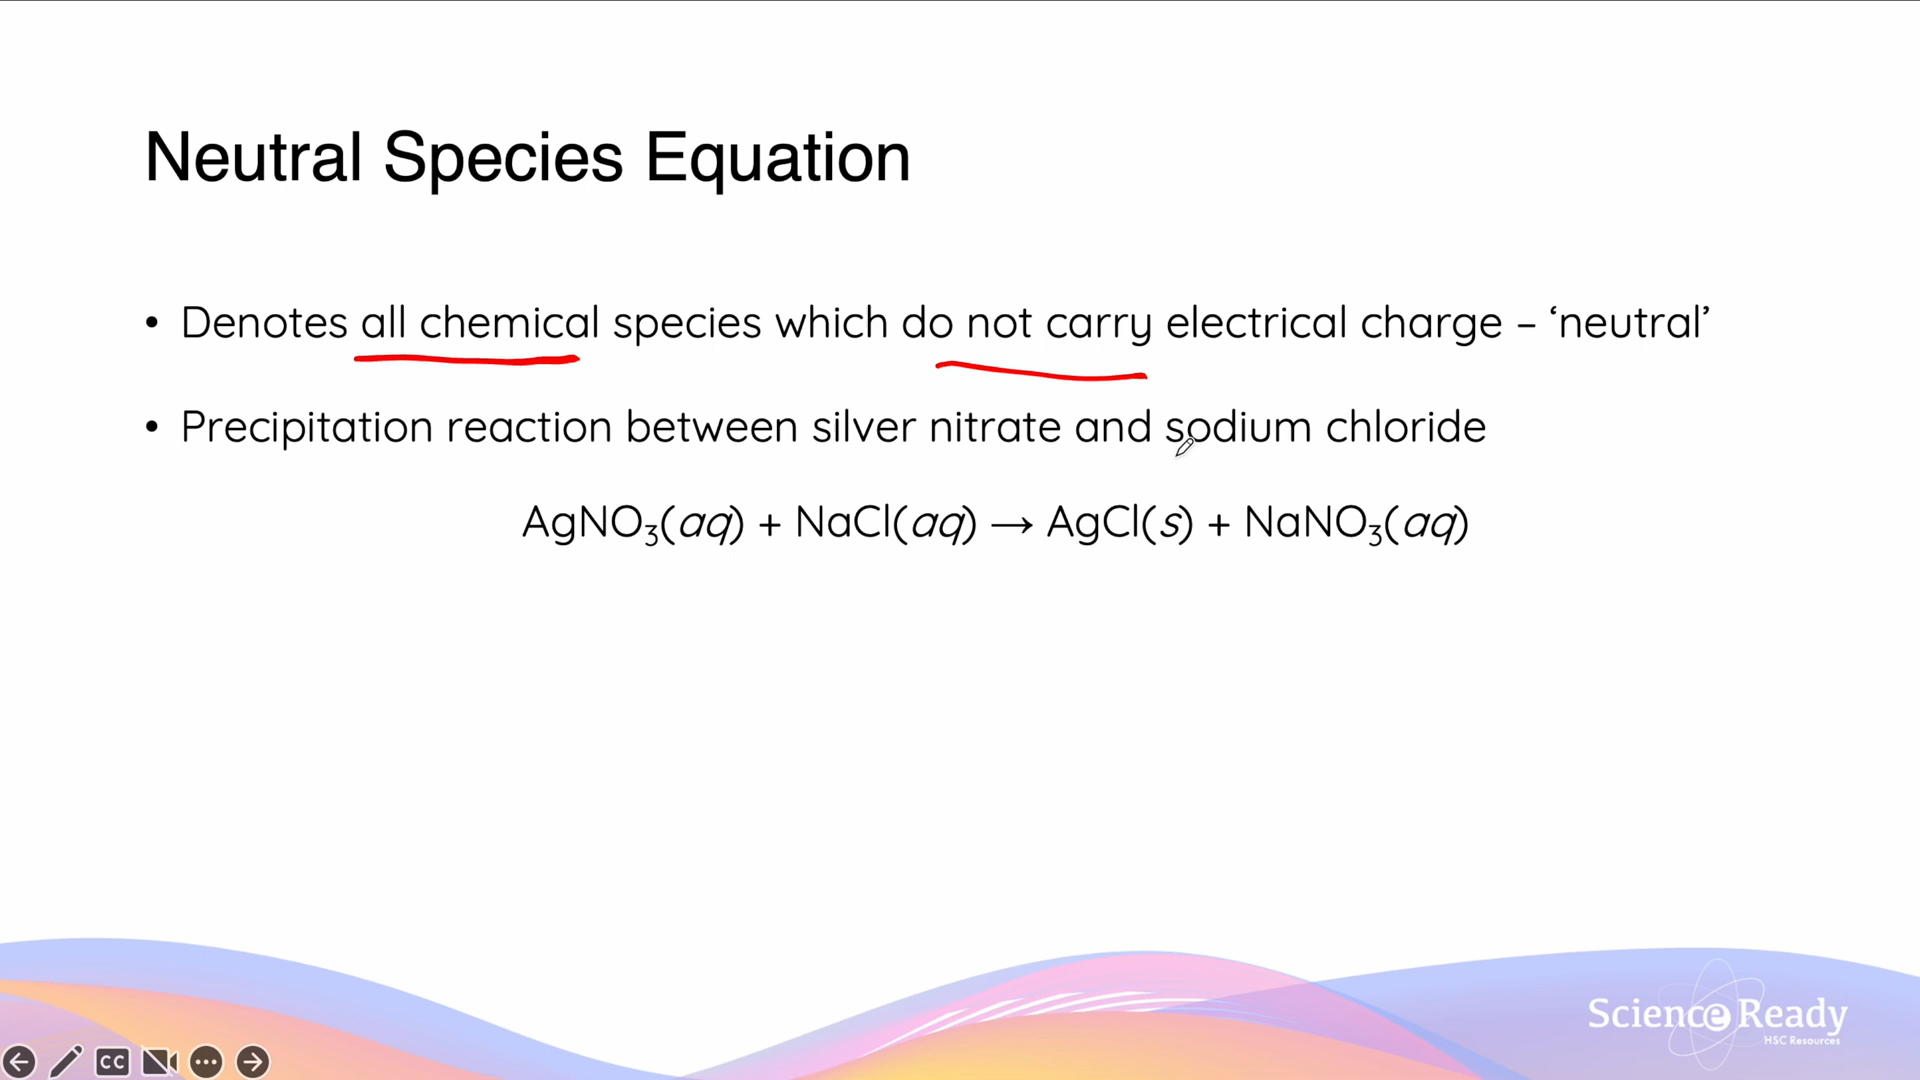 Neutral Species Equation
• Denotes all chemical species which do not carry electrical charge – ‘neutral’
• Precipitation reaction between silver nitrate and sodium chloride
AgNO₃(aq) + NaCl(aq) → AgCl(s) + NaNO₃(aq)
Science Ready
HSC Resources
CC